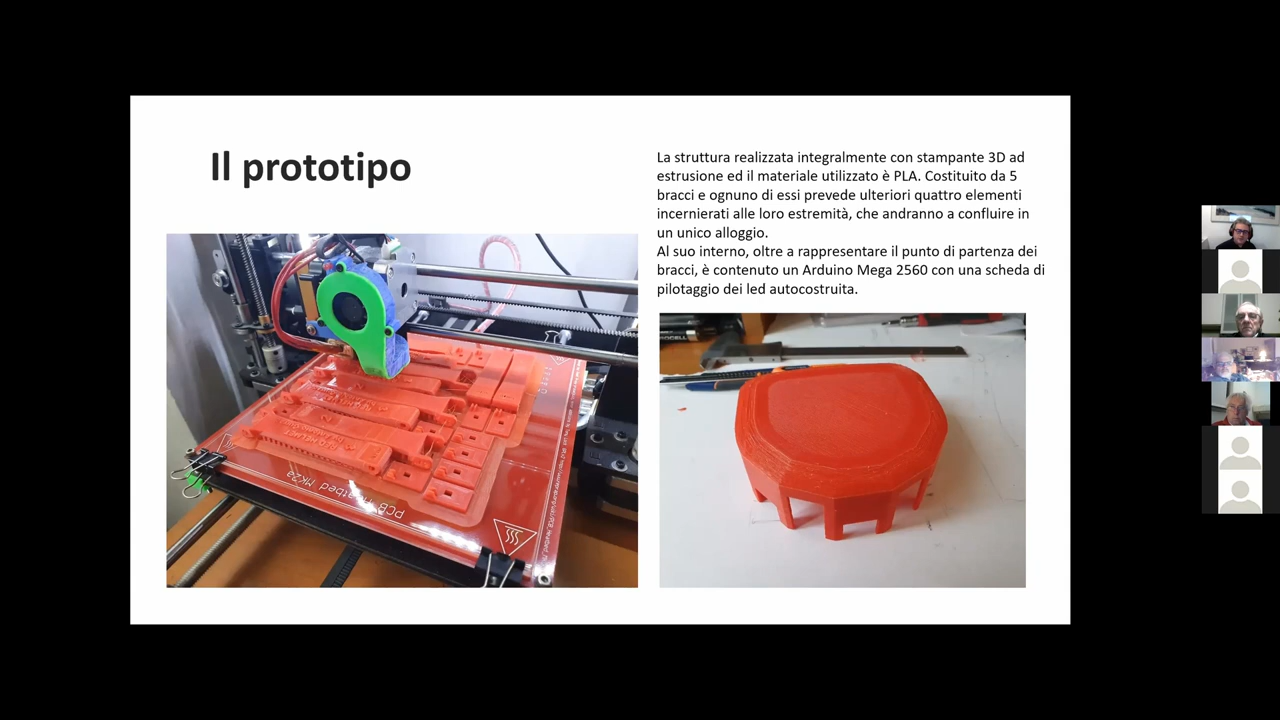 Il prototipo
La struttura realizzata integralmente con stampante 3D ad
estrusione ed il materiale utilizzato è PLA. Costituito da 5
bracci e ognuno di essi prevede ulteriori quattro elementi
incernierati alle loro estremità, che andranno a confluire in
un unico alloggio.
Al suo interno, oltre a rappresentare il punto di partenza dei
bracci, è contenuto un Arduino Mega 2560 con una scheda di
pilotaggio dei led autocostruita.
PCB Heatbed MK2a